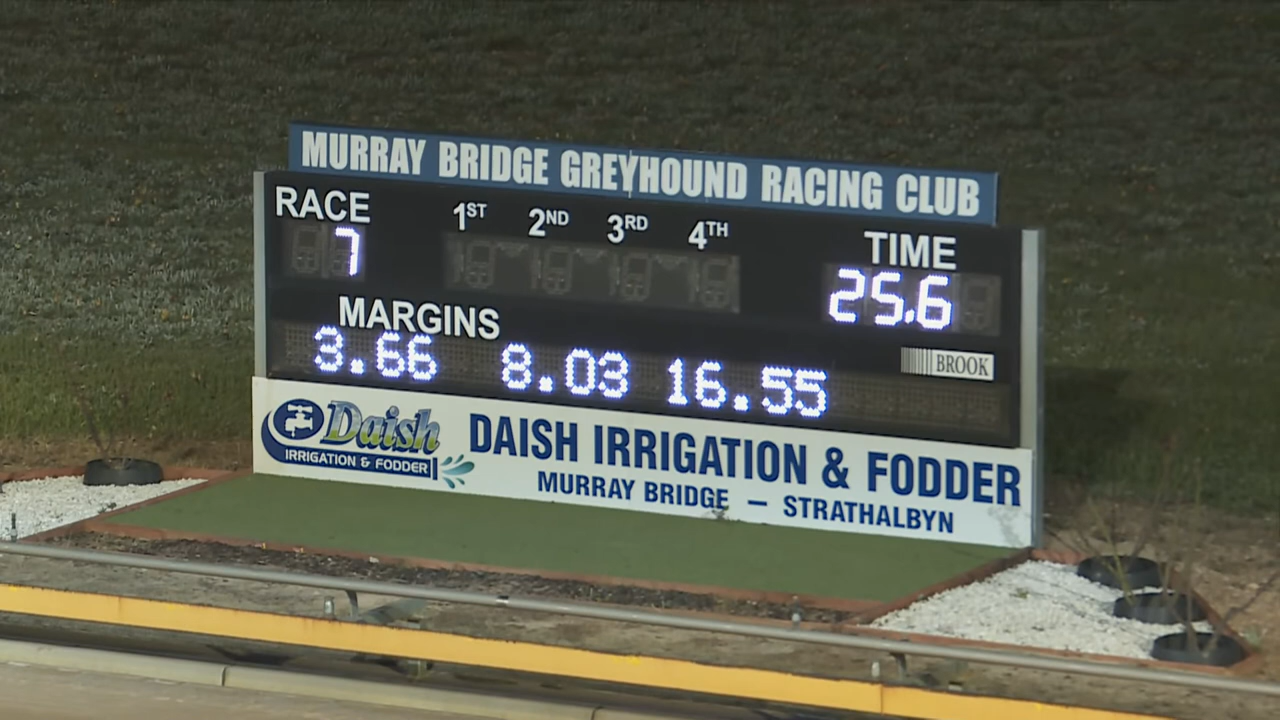 MURRAY BRIDGE GREYHOUND RACING CLUB
RACE 1ST 2ND 3RD 4TH TIME
7 25.6
MARGINS
3.66 8.03 16.55
BROOK
Daish
IRRIGATION & FODDER
DAISH IRRIGATION & FODDER
MURRAY BRIDGE — STRATHALBYN